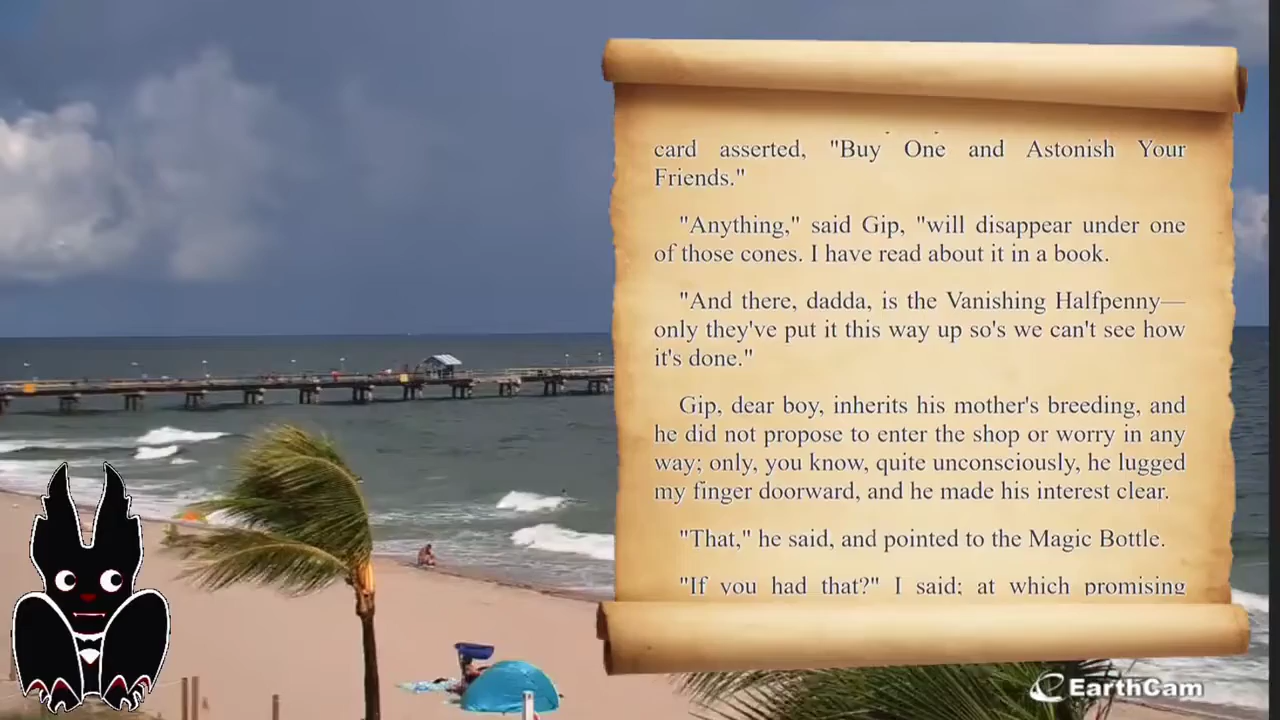 card asserted, "Buy One and Astonish Your
Friends."
"Anything," said Gip, "will disappear under one
of those cones. I have read about it in a book.
"And there, dadda, is the Vanishing Halfpenny—
only they've put it this way up so's we can't see how
it's done."
Gip, dear boy, inherits his mother's breeding, and
he did not propose to enter the shop or worry in any
way; only, you know, quite unconsciously, he lugged
my finger doorward, and he made his interest clear.
"That," he said, and pointed to the Magic Bottle.
"If you had that?" I said; at which promising
EarthCam